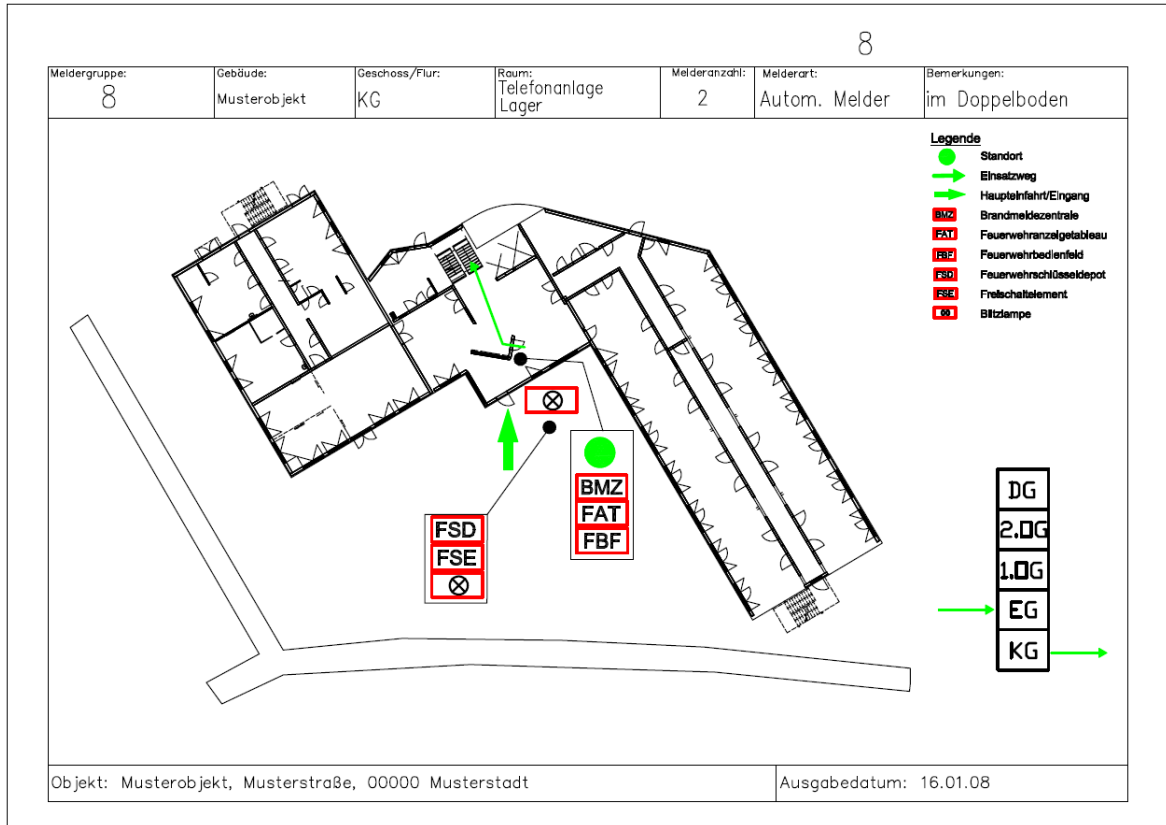 8
Meldergruppe:
8
Gebäude:
Musterobjekt
Geschoss/Flur:
KG
Raum:
Telefonanlage
Lager
Melderanzahl:
2
Melderart:
Autom. Melder
Bemerkungen:
im Doppelboden
Legende
Standort
Einsatzweg
Haupteinfahrt/Eingang
BMZ Brandmeldezentrale
FAT Feuerwehranzeigetableau
FBF Feuerwehrbedienfeld
FSD Feuerwehrschlüsseldepot
FSE Freischaltelement
Blitzlampe
BMZ
FAT
FBF
FSD
FSE
DG
2.OG
1.OG
EG
KG
Objekt: Musterobjekt, Musterstraße, 00000 Musterstadt
Ausgabedatum: 16.01.08